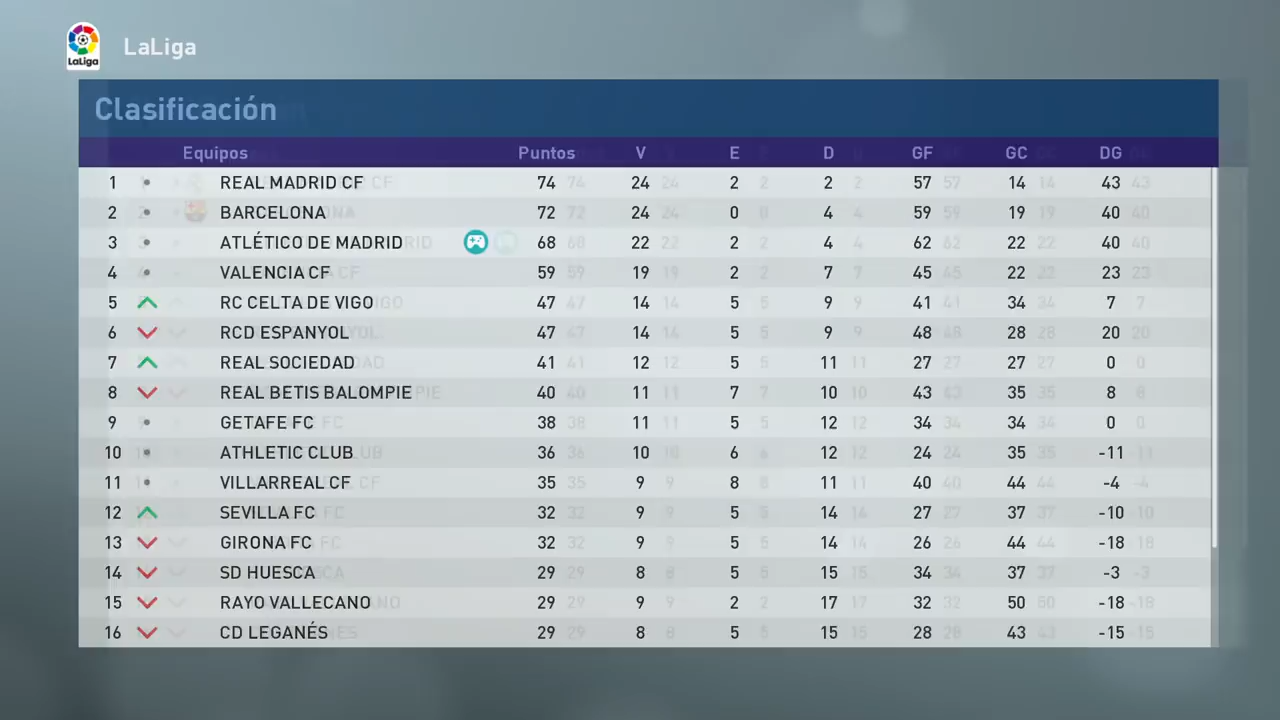 LaLiga
LaLiga
Clasificación
Equipos Puntos V E D GF GC DG
1 REAL MADRID CF 74 24 2 2 57 14 43
2 BARCELONA 72 24 0 4 59 19 40
3 ATLÉTICO DE MADRID 68 22 2 4 62 22 40
4 VALENCIA CF 59 19 2 7 45 22 23
5 RC CELTA DE VIGO 47 14 5 9 41 34 7
6 RCD ESPANYOL 47 14 5 9 48 28 20
7 REAL SOCIEDAD 41 12 5 11 27 27 0
8 REAL BETIS BALOMPIE 40 11 7 10 43 35 8
9 GETAFE FC 38 11 5 12 34 34 0
10 ATHLETIC CLUB 36 10 6 12 24 35 -11
11 VILLARREAL CF 35 9 8 11 40 44 -4
12 SEVILLA FC 32 9 5 14 27 37 -10
13 GIRONA FC 32 9 5 14 26 44 -18
14 SD HUESCA 29 8 5 15 34 37 -3
15 RAYO VALLECANO 29 9 2 17 32 50 -18
16 CD LEGANÉS 29 8 5 15 28 43 -15